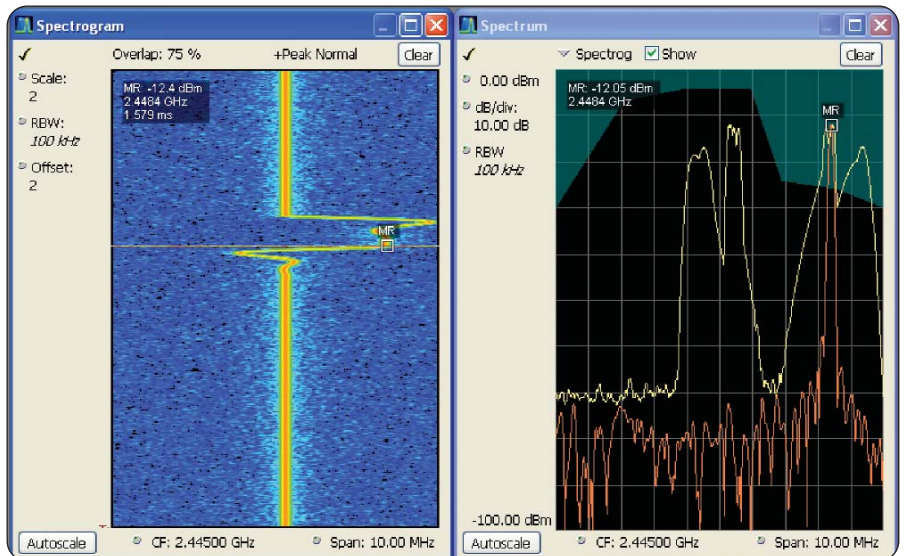 Spectrogram
Overlap: 75 %
+Peak Normal
Clear
Scale:
2
RBW:
100 kHz
Offset:
2
MR: -12.4 dBm
2.4484 GHz
1.579 ms
MR
Autoscale
CF: 2.44500 GHz
Span: 10.00 MHz
Spectrum
Spectrog
Show
Clear
0.00 dBm
dB/div:
10.00 dB
RBW
100 kHz
-100.00 dBm
MR: -12.05 dBm
2.4484 GHz
MR
Autoscale
CF: 2.44500 GHz
Span: 10.00 MHz